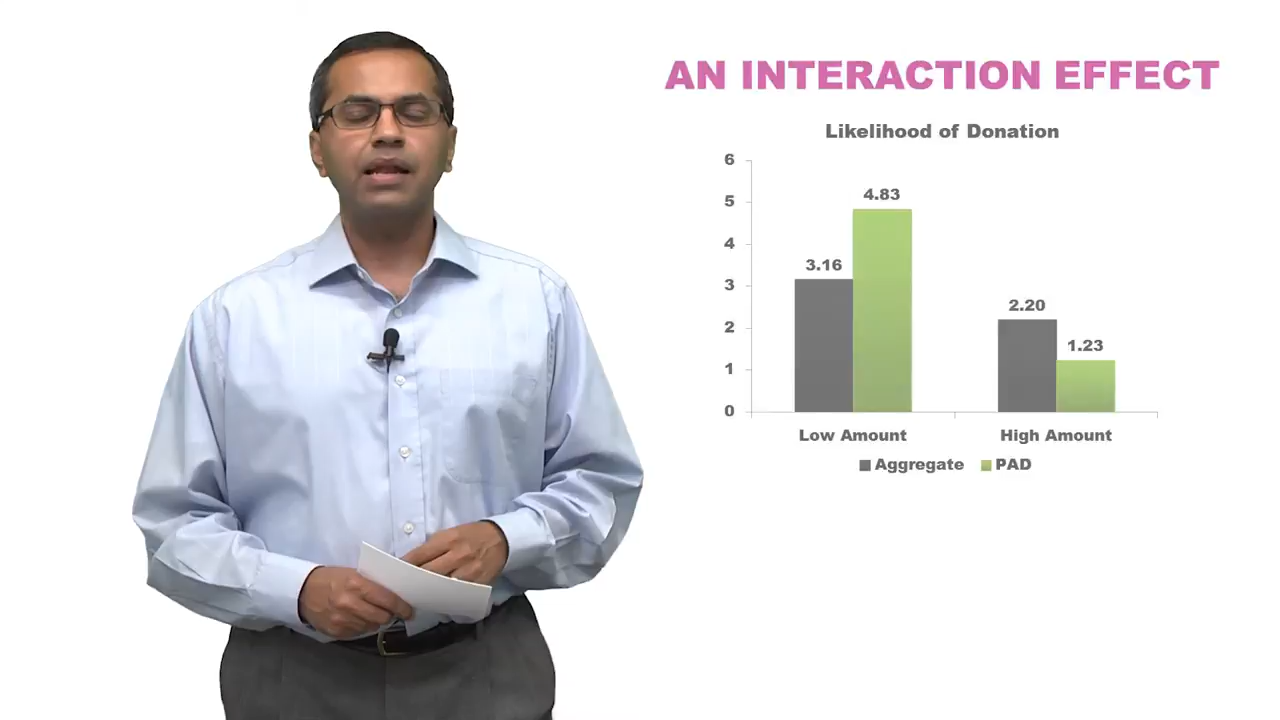 AN INTERACTION EFFECT
Likelihood of Donation
6
5
4
3
2
1
0
3.16
4.83
2.20
1.23
Low Amount
High Amount
Aggregate
PAD